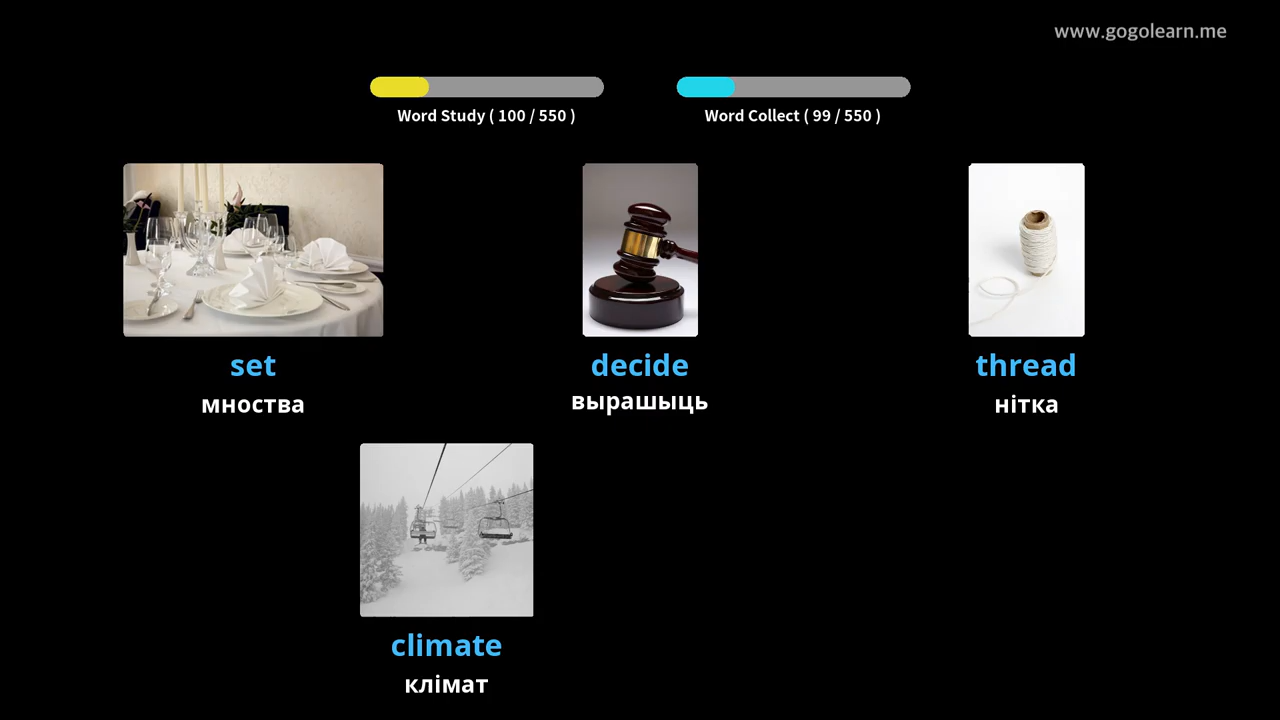 www.gogolearn.me
Word Study ( 100 / 550 )
Word Collect ( 99 / 550 )
set
мноства
decide
вырашыць
thread
нітка
climate
клімат